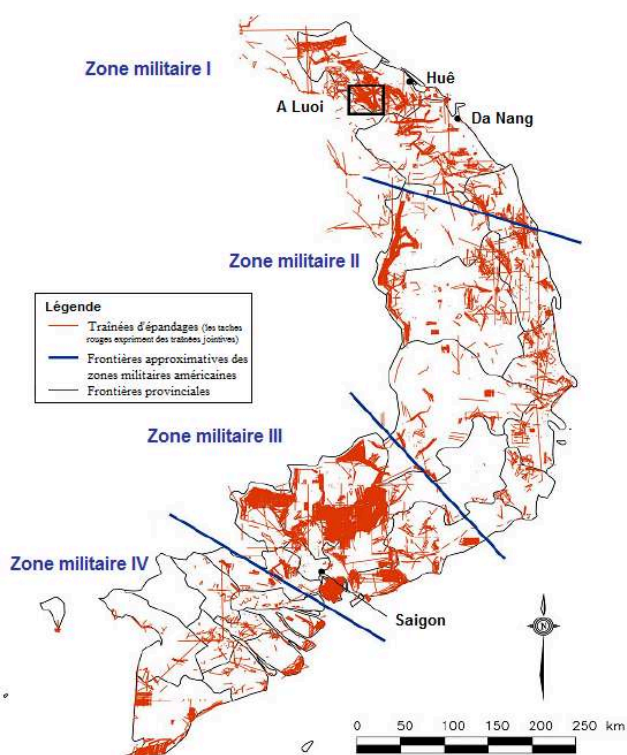 Zone militaire I
Huê
A Luoi
Da Nang
Zone militaire II
Légende
Traînées d'épandages (les taches
rouges expriment des traînées jointives)
Frontières approximatives des
zones militaires américaines
Frontières provinciales
Zone militaire III
Zone militaire IV
Saigon
N
0 50 100 150 200 250 km